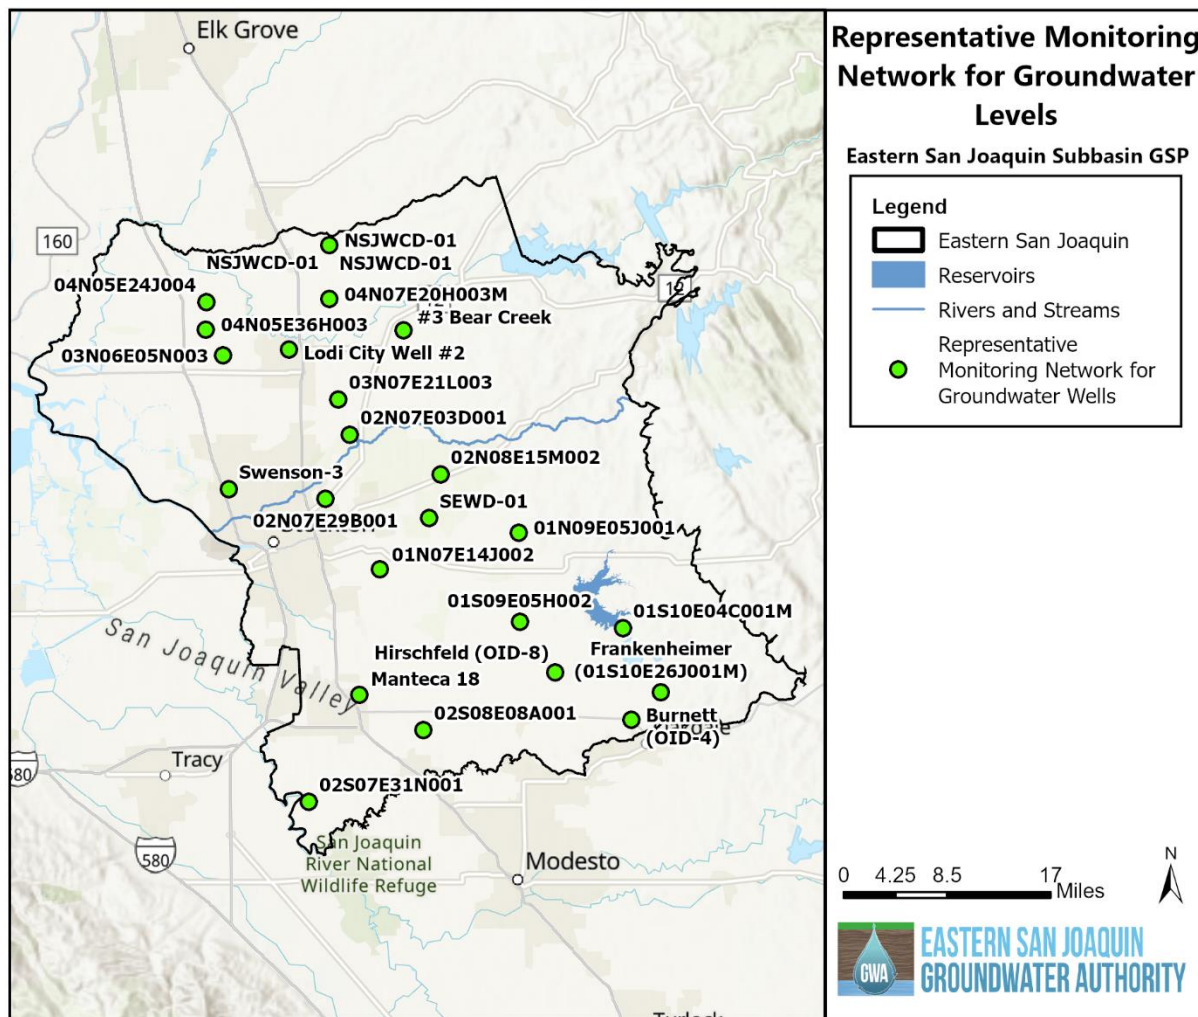 Elk Grove
160
NSJWCD-01
NSJWCD-01
NSJWCD-01
04N05E24J004
04N07E20H003M
12
04N05E36H003
#3 Bear Creek
03N06E05N003
Lodi City Well #2
03N07E21L003
02N07E03D001
02N08E15M002
Swenson-3
SEWD-01
02N07E29B001
01N09E05J001
01N07E14J002
01S09E05H002
01S10E04C001M
San Joaquin Valley
Hirschfeld (OID-8)
Frankenheimer
(01S10E26J001M)
Manteca 18
02S08E08A001
Burnett
(OID-4)
Tracy
580
02S07E31N001
580
San Joaquin
River National
Wildlife Refuge
Modesto
Representative Monitoring
Network for Groundwater
Levels
Eastern San Joaquin Subbasin GSP
Legend
Eastern San Joaquin
Reservoirs
Rivers and Streams
Representative
Monitoring Network for
Groundwater Wells
0 4.25 8.5 17
Miles
N
GWA
EASTERN SAN JOAQUIN
GROUNDWATER AUTHORITY